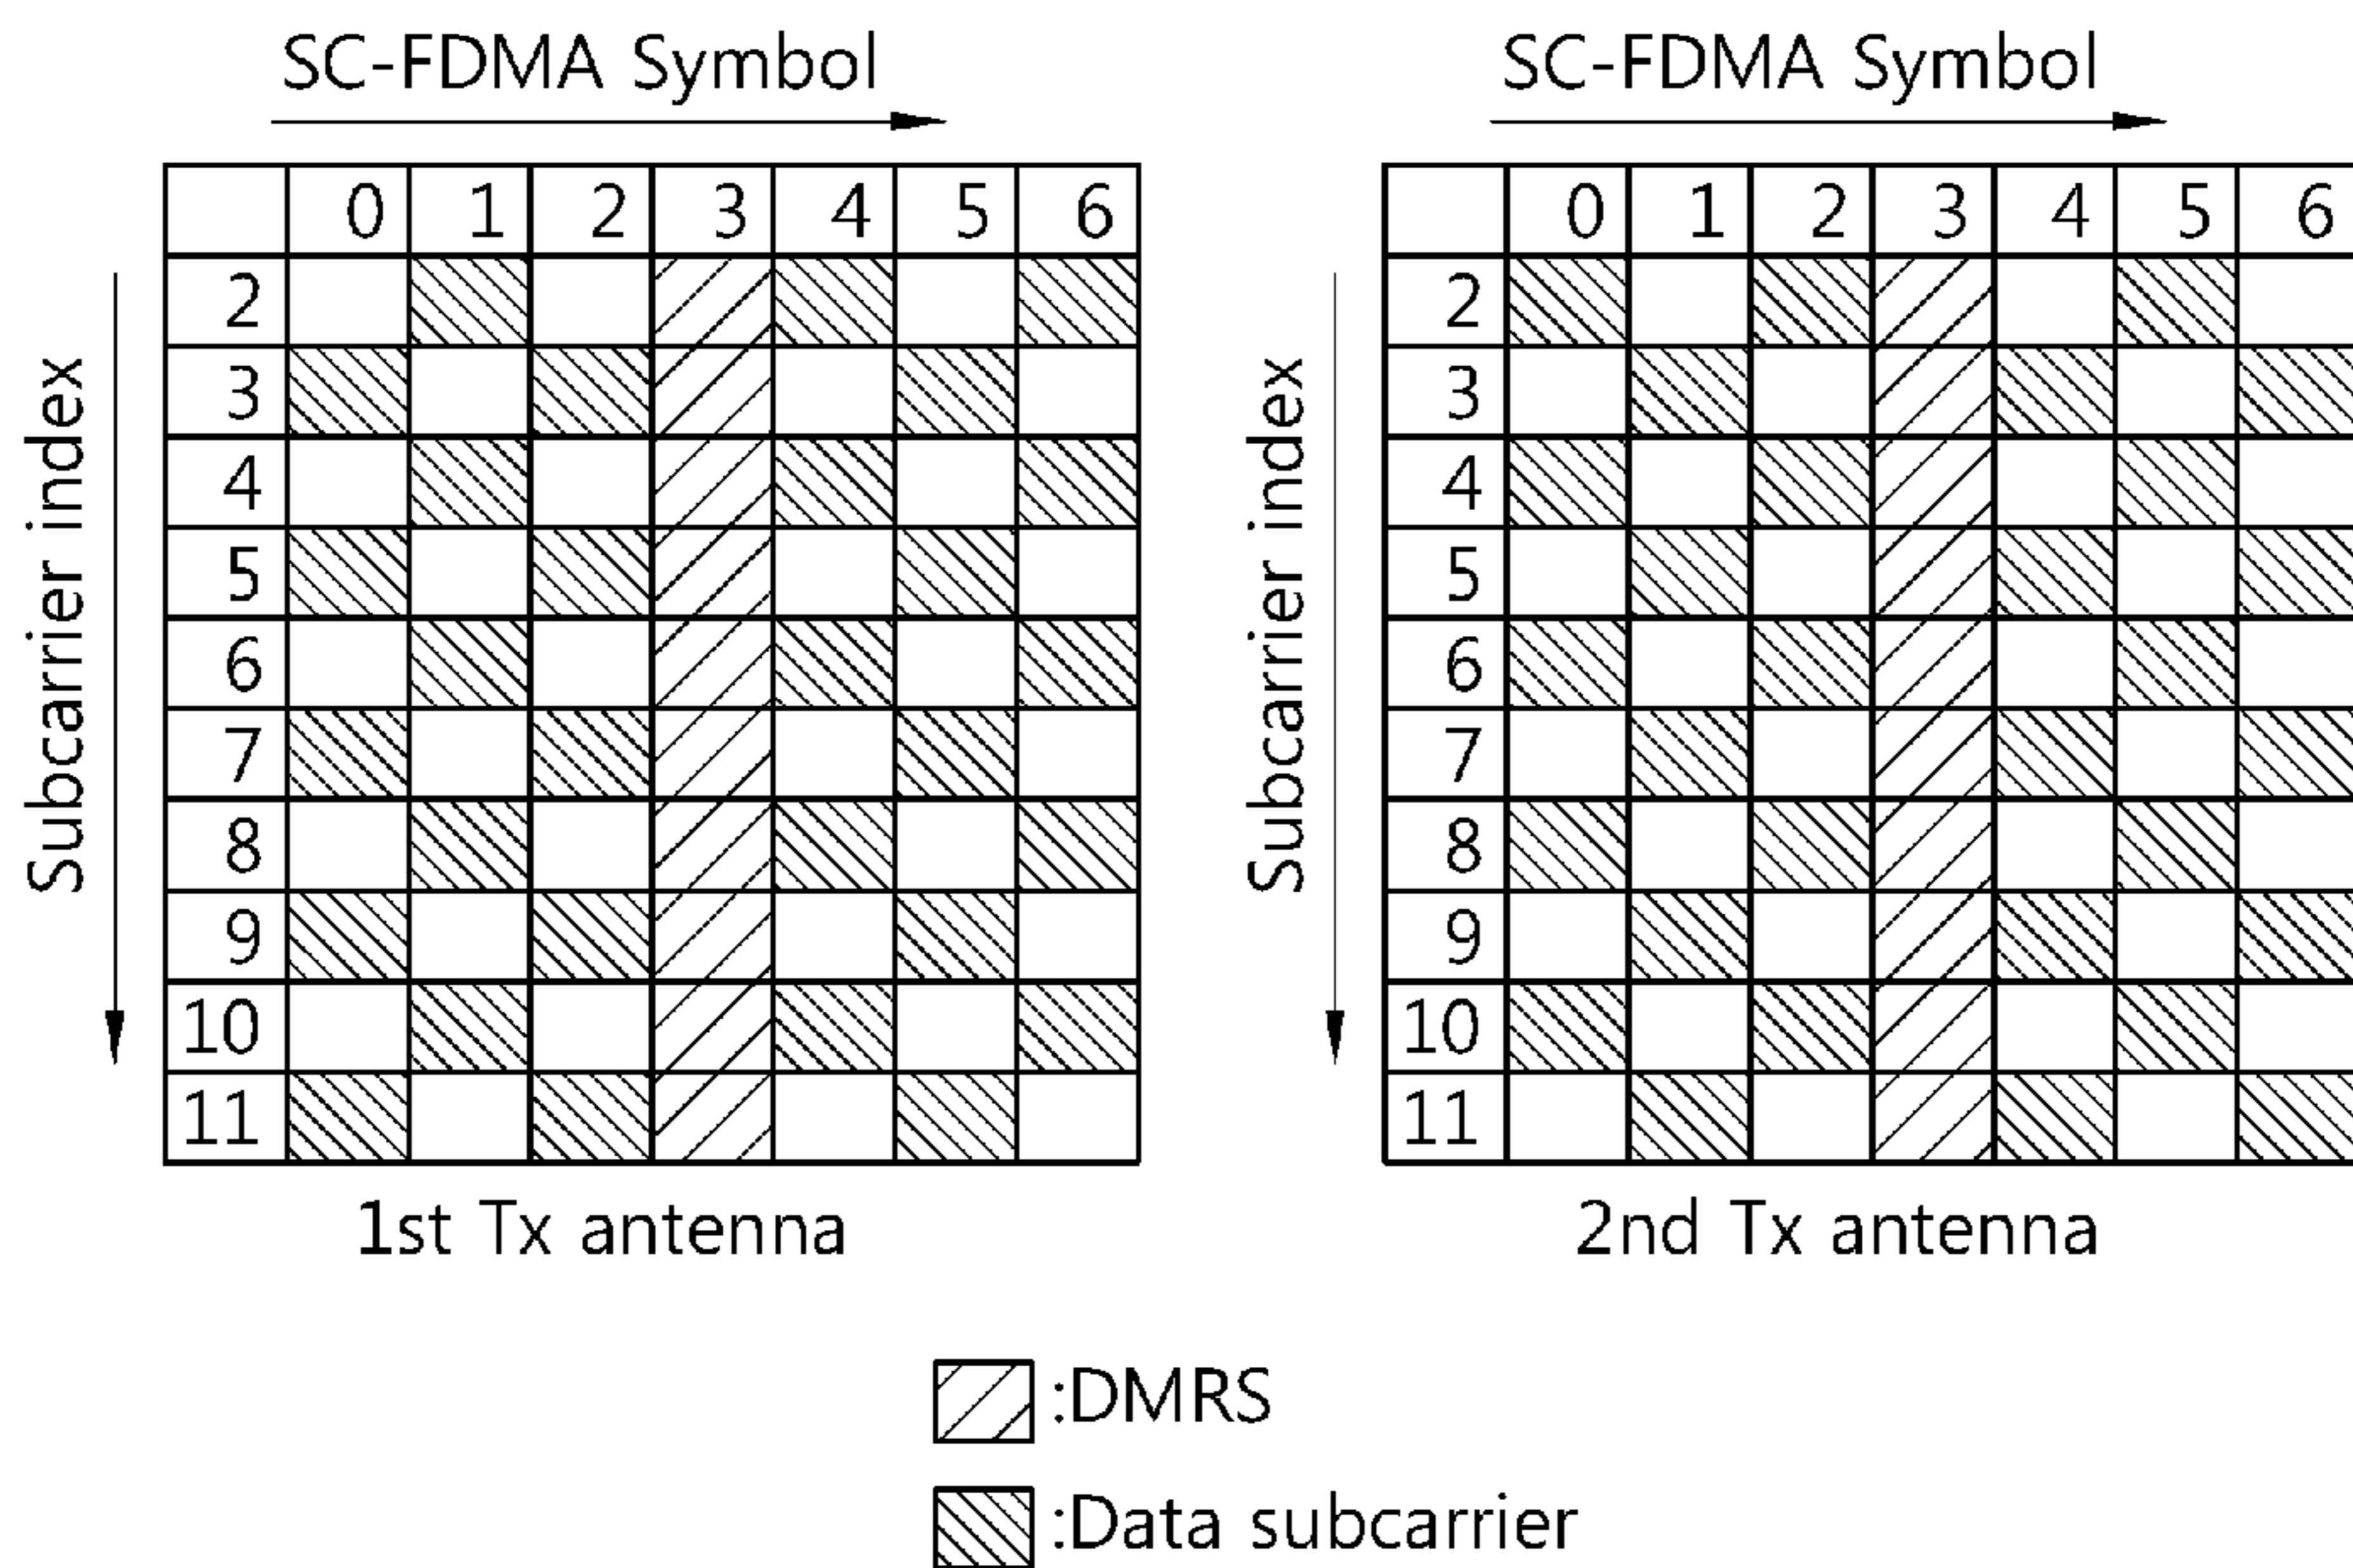 SC-FDMA Symbol
0 1 2 3 4 5 6
2
3
4
5
6
7
8
9
10
11
Subcarrier index
1st Tx antenna
SC-FDMA Symbol
0 1 2 3 4 5 6
2
3
4
5
6
7
8
9
10
11
Subcarrier index
2nd Tx antenna
:DMRS
:Data subcarrier